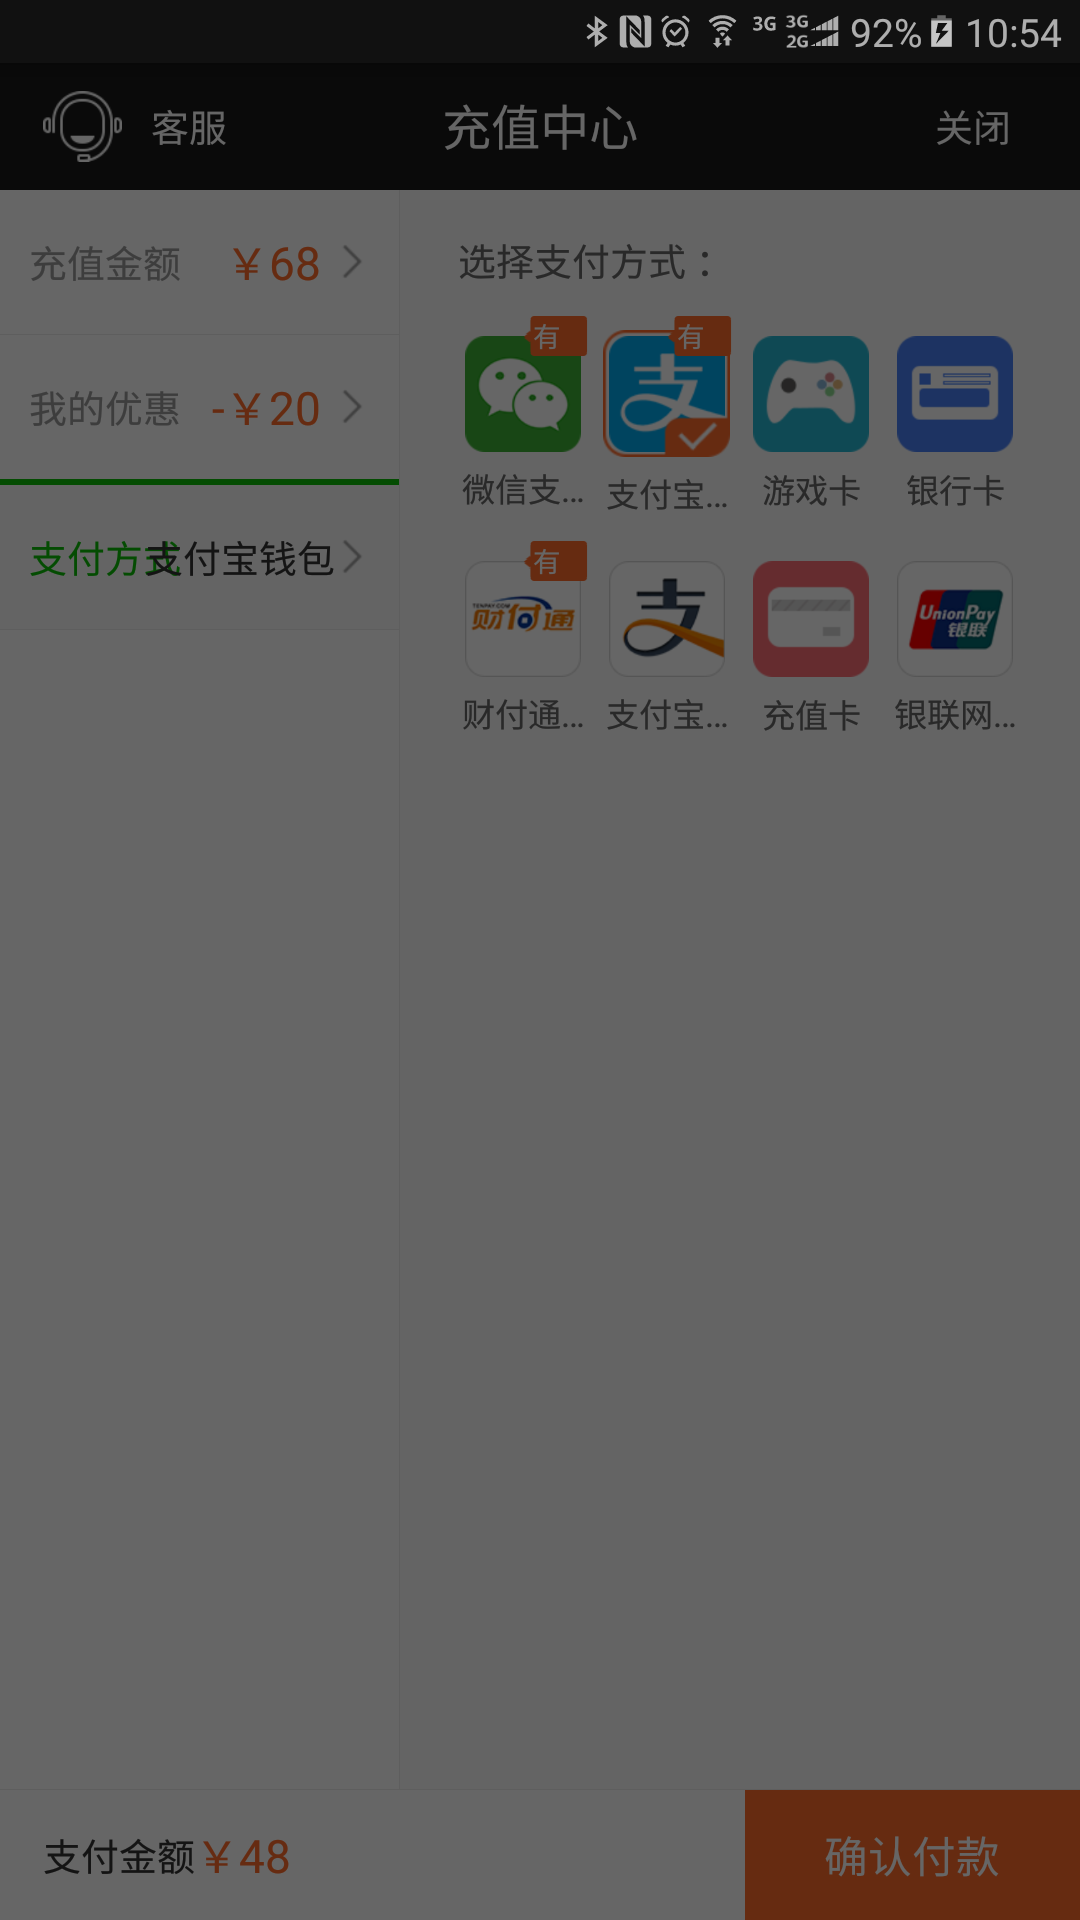 3G 3G 2G 92% 10:54
客服 充值中心 关闭
充值金额 ￥68
我的优惠 -￥20
支付方式 支付宝钱包
选择支付方式：
有 有
微信支... 支付宝... 游戏卡 银行卡
有
TENPAY.COM 财付通 UnionPay 银联
财付通... 支付宝... 充值卡 银联网...
支付金额￥48 确认付款